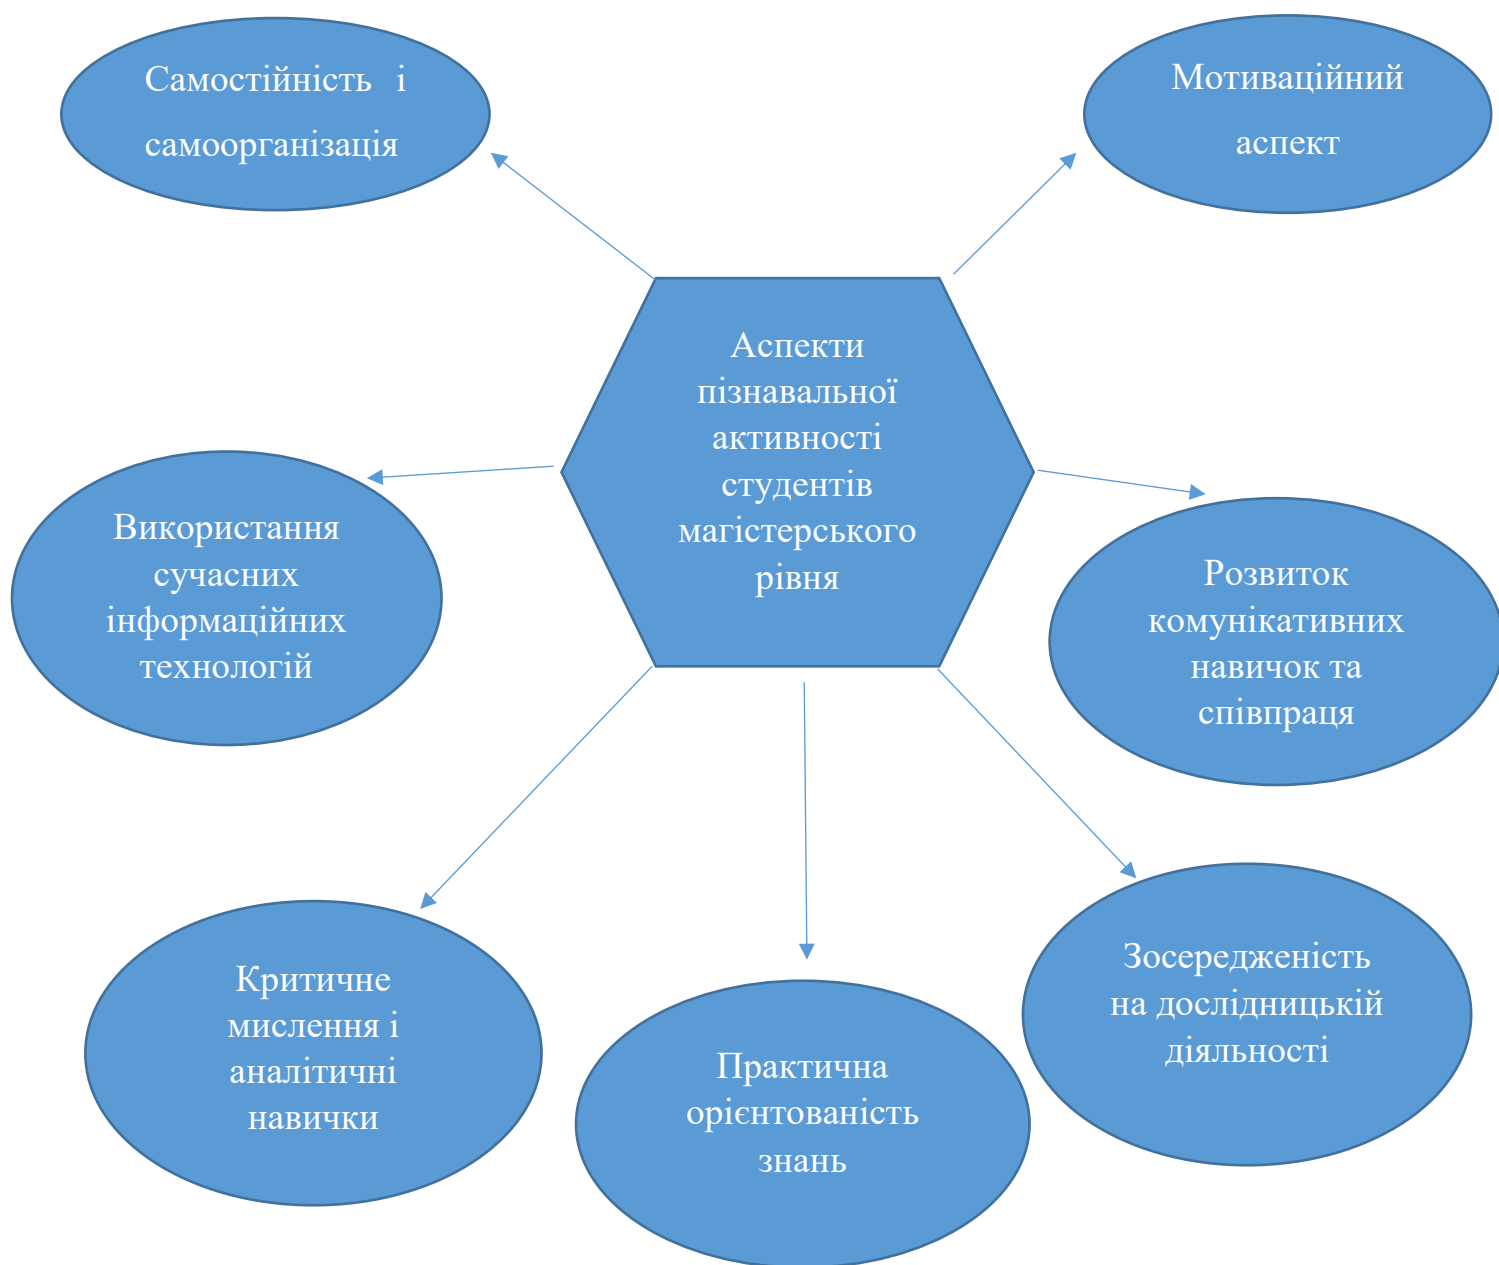 Самостійність і
самоорганізація
Мотиваційний
аспект
Аспекти
пізнавальної
активності
студентів
магістерського
рівня
Використання
сучасних
інформаційних
технологій
Розвиток
комунікативних
навичок та
співпраця
Критичне
мислення і
аналітичні
навички
Практична
орієнтованість
знань
Зосередженість
на дослідницькій
діяльності